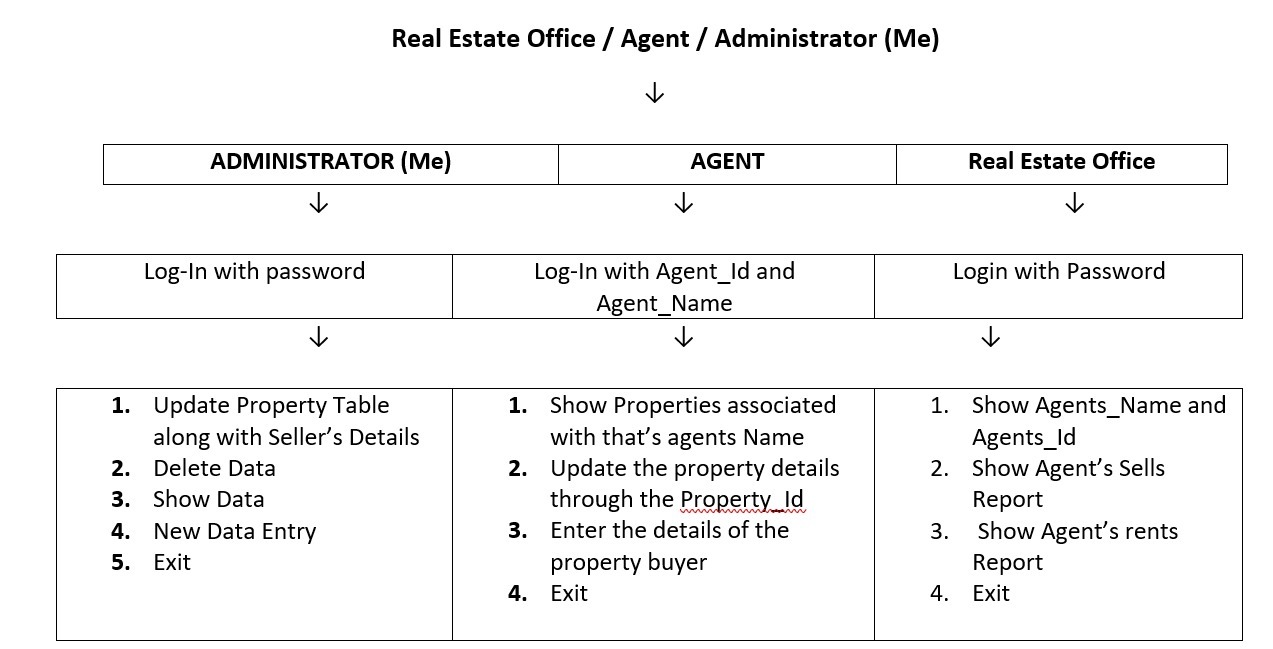 Real Estate Office / Agent / Administrator (Me)
↓
ADMINISTRATOR (Me)
AGENT
Real Estate Office
↓
↓
↓
Log-In with password
Log-In with Agent_Id and
Agent_Name
Login with Password
↓
↓
↓
1. Update Property Table
along with Seller’s Details
2. Delete Data
3. Show Data
4. New Data Entry
5. Exit
1. Show Properties associated
with that’s agents Name
2. Update the property details
through the Property_Id
3. Enter the details of the
property buyer
4. Exit
1. Show Agents_Name and
Agents_Id
2. Show Agent’s Sells
Report
3. Show Agent’s rents
Report
4. Exit